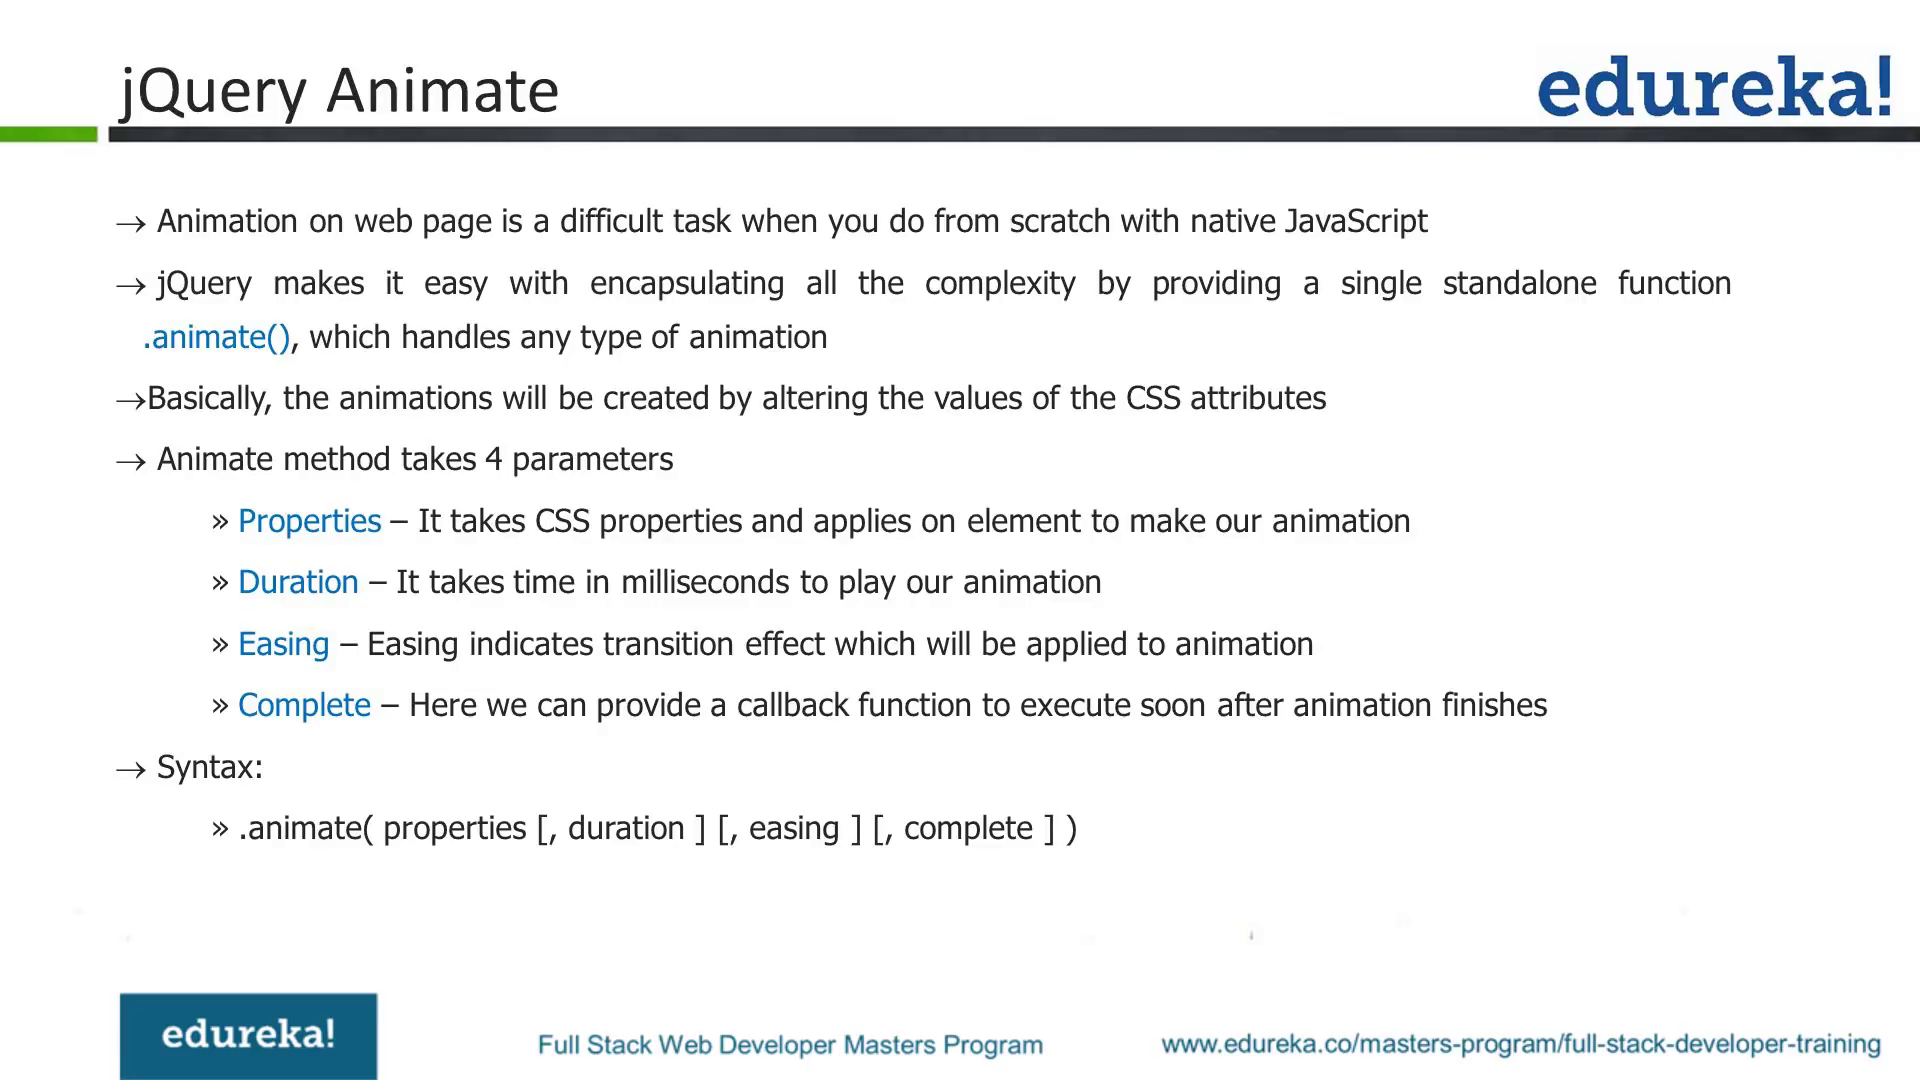 jQuery Animate
edureka!
→ Animation on web page is a difficult task when you do from scratch with native JavaScript
→ jQuery makes it easy with encapsulating all the complexity by providing a single standalone function
.animate(), which handles any type of animation
→Basically, the animations will be created by altering the values of the CSS attributes
→ Animate method takes 4 parameters
» Properties – It takes CSS properties and applies on element to make our animation
» Duration – It takes time in milliseconds to play our animation
» Easing – Easing indicates transition effect which will be applied to animation
» Complete – Here we can provide a callback function to execute soon after animation finishes
→ Syntax:
» .animate( properties [, duration ] [, easing ] [, complete ] )
edureka!
Full Stack Web Developer Masters Program
www.edureka.co/masters-program/full-stack-developer-training